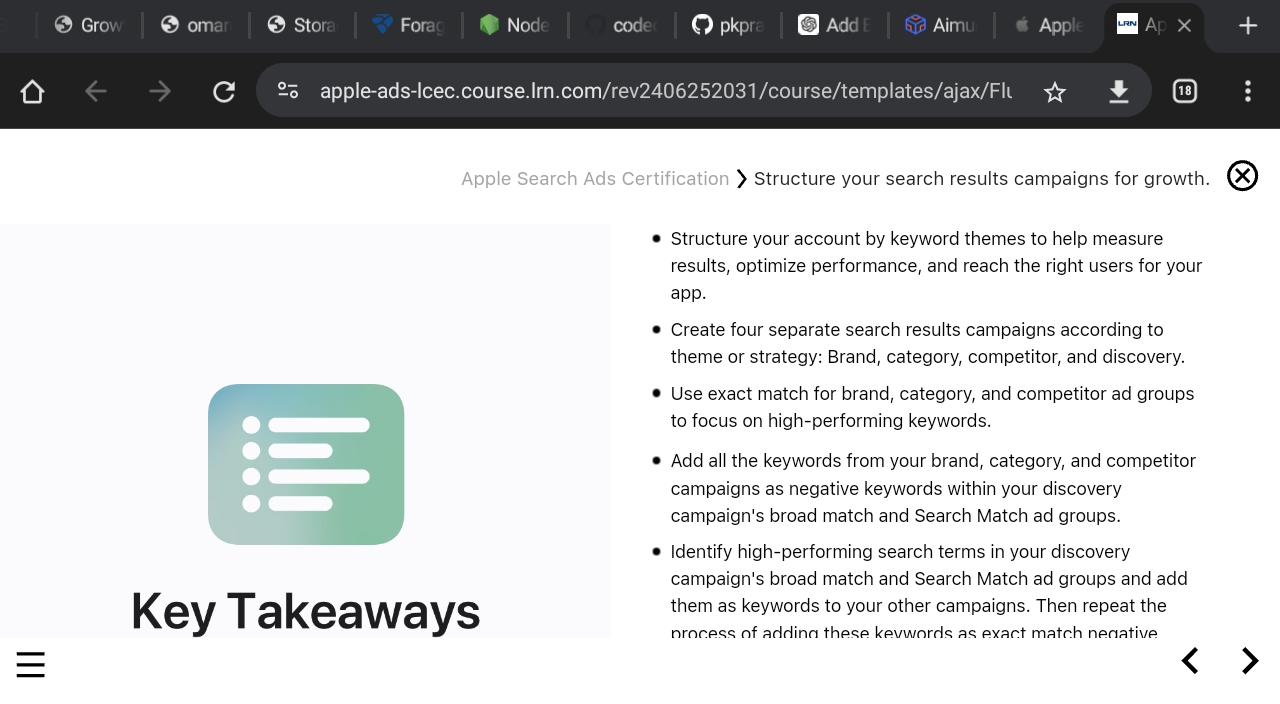 Grow
omar
Stora
Forag
Node
codec
pkpra
Add E
Aimu
Apple
LRN
Ap
apple-ads-lcec.course.lrn.com/rev2406252031/course/templates/ajax/Flu
18
Apple Search Ads Certification
Structure your search results campaigns for growth.
Structure your account by keyword themes to help measure
results, optimize performance, and reach the right users for your
app.
Create four separate search results campaigns according to
theme or strategy: Brand, category, competitor, and discovery.
Use exact match for brand, category, and competitor ad groups
to focus on high-performing keywords.
Add all the keywords from your brand, category, and competitor
campaigns as negative keywords within your discovery
campaign's broad match and Search Match ad groups.
Identify high-performing search terms in your discovery
campaign's broad match and Search Match ad groups and add
them as keywords to your other campaigns. Then repeat the
process of adding these keywords as exact match negative
Key Takeaways